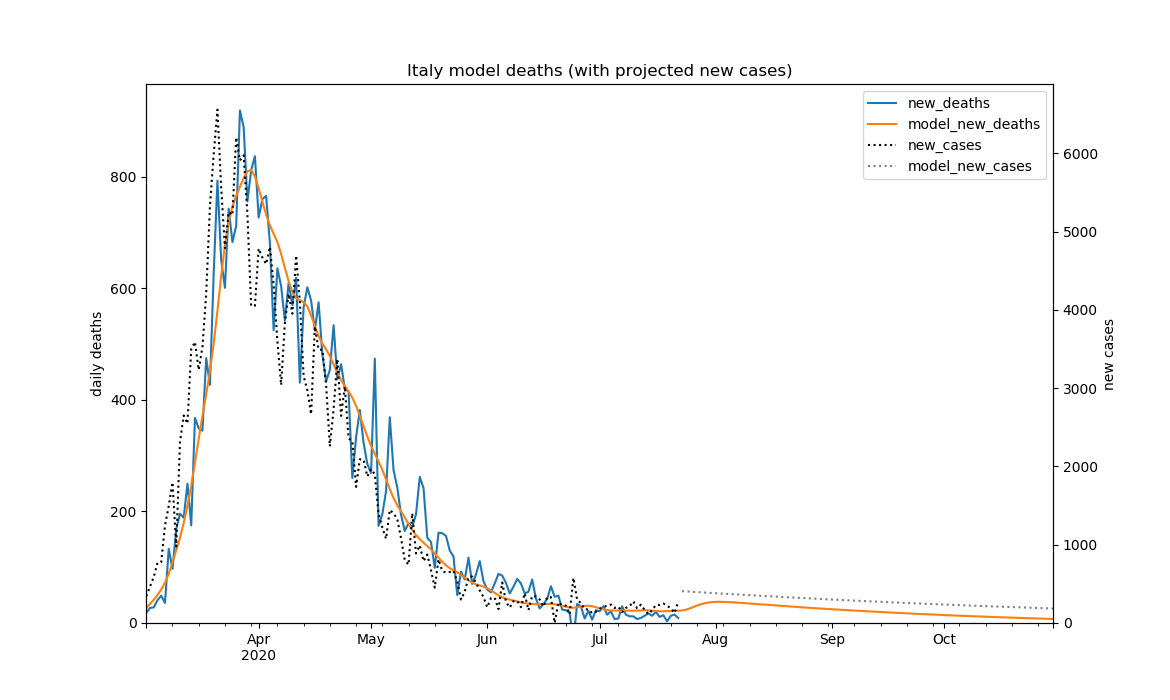 Italy model deaths (with projected new cases)
new_deaths
model_new_deaths
new_cases
model_new_cases
daily deaths
800
600
400
200
0
6000
5000
4000
3000
2000
1000
0
new cases
Apr
2020
May
Jun
Jul
Aug
Sep
Oct